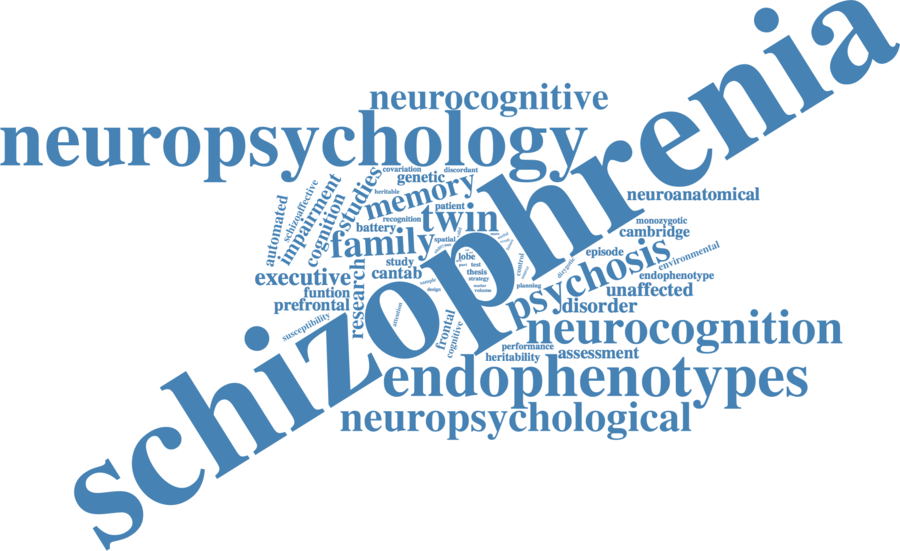 schizophrenia
neurocognitive
neuropsychology
covariation
discordant
genetic
heritable
memory
studies
impairment
schizoaffective
automated
cognition
patient
recognition
twin
battery
family
spatial
neuroanatomical
monozygotic
cambridge
psychosis
environmental
episode
endophenotype
dizygotic
control
lobe
test
thesis
strategy
volume
planning
study
cantab
sample
design
executive
funtion
prefrontal
research
attention
susceptibility
frontal
cognitive
unaffected
disorder
neurocognition
performance
heritability
assessment
endophenotypes
neuropsychological